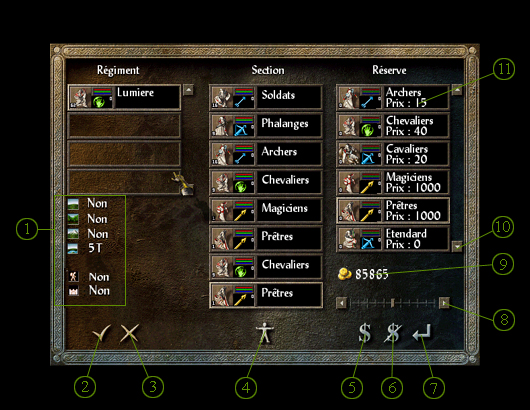 Régiment
Section
Réserve
Lumiere
Soldats
Phalanges
Archers
Chevaliers
Magiciens
Prêtres
Chevaliers
Prêtres
Archers
Prix : 15
Chevaliers
Prix : 40
Cavaliers
Prix : 20
Magiciens
Prix : 1000
Prêtres
Prix : 1000
Etendard
Prix : 0
Non
Non
Non
5T
Non
Non
85865
$
$
1
2
3
4
5
6
7
8
9
10
11